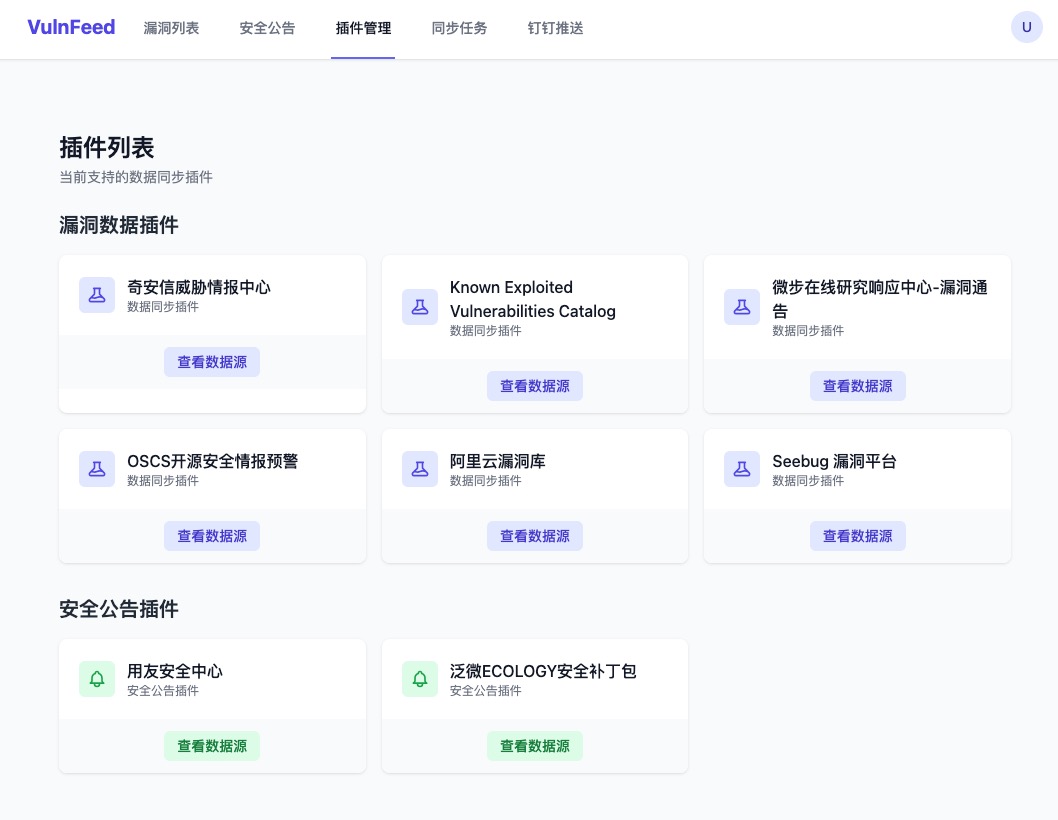 VulnFeed 漏洞列表 安全公告 插件管理 同步任务 钉钉推送 U
插件列表
当前支持的数据同步插件
漏洞数据插件
奇安信威胁情报中心
数据同步插件
查看数据源
Known Exploited
Vulnerabilities Catalog
数据同步插件
查看数据源
微步在线研究响应中心-漏洞通
告
数据同步插件
查看数据源
OSCS开源安全情报预警
数据同步插件
查看数据源
阿里云漏洞库
数据同步插件
查看数据源
Seebug 漏洞平台
数据同步插件
查看数据源
安全公告插件
用友安全中心
安全公告插件
查看数据源
泛微ECOLOGY安全补丁包
安全公告插件
查看数据源